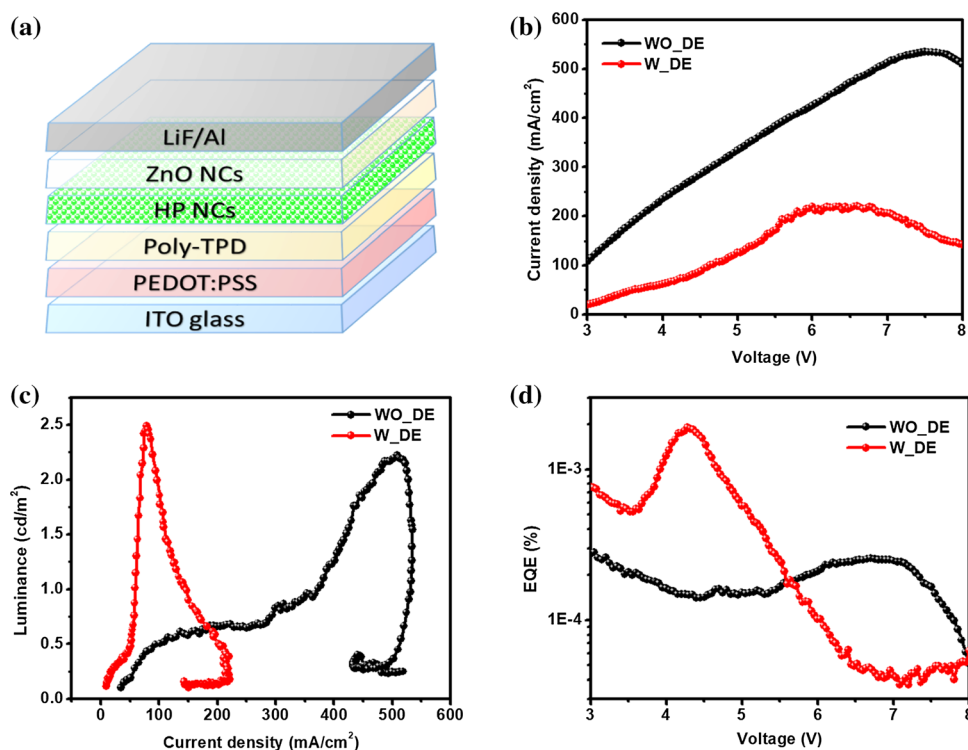 (a)
LiF/Al
ZnO NCs
HP NCs
Poly-TPD
PEDOT:PSS
ITO glass
(b)
WO_DE
W_DE
600
500
400
300
200
100
0
Current density (mA/cm²)
3 4 5 6 7 8
Voltage (V)
(c)
WO_DE
W_DE
2.5
2.0
1.5
1.0
0.5
0.0
Luminance (cd/m²)
0 100 200 300 400 500 600
Current density (mA/cm²)
(d)
WO_DE
W_DE
1E-3
1E-4
EQE (%)
3 4 5 6 7 8
Voltage (V)